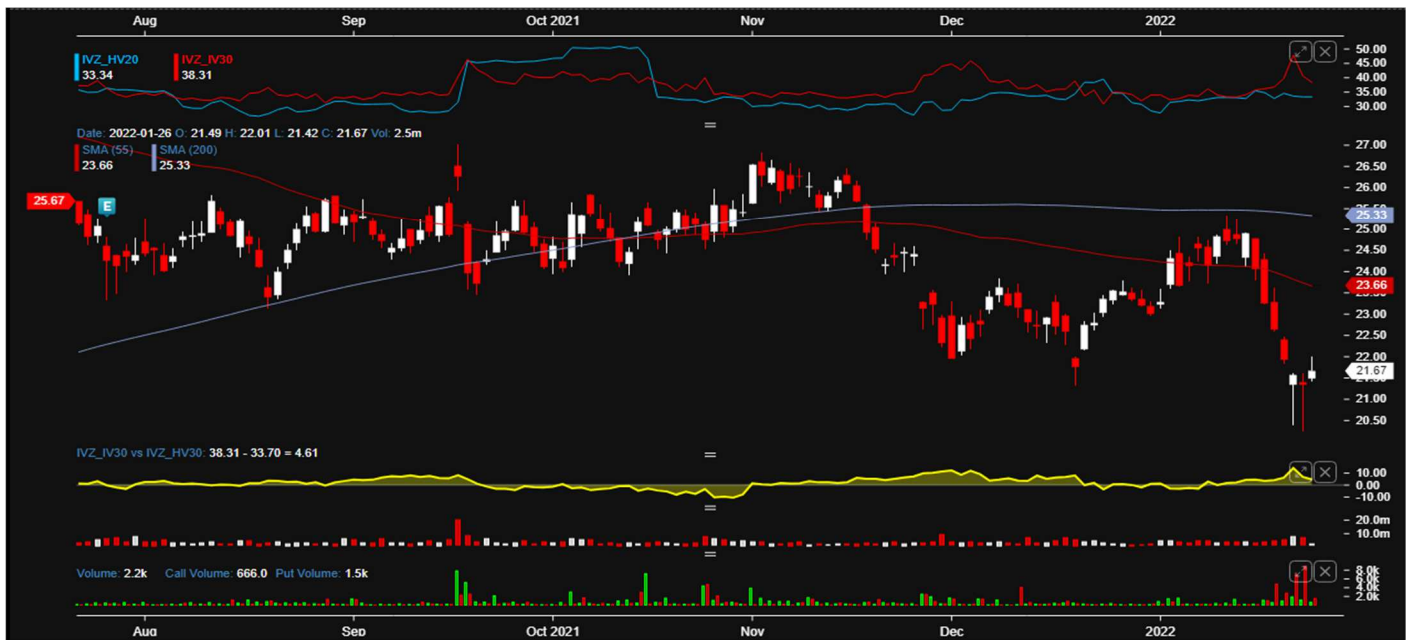 Aug Sep Oct 2021 Nov Dec 2022
IVZ_HV20 IVZ_IV30
33.34 38.31
50.00
45.00
40.00
35.00
30.00
Date: 2022-01-26 O: 21.49 H: 22.01 L: 21.42 C: 21.67 Vol: 2.5m
SMA (55) SMA (200)
23.66 25.33
27.00
26.50
26.00
25.67
E
25.33
25.00
24.50
24.00
23.66
23.00
22.50
22.00
21.67
21.00
20.50
IVZ_IV30 vs IVZ_HV30: 38.31 - 33.70 = 4.61
10.00
0.00
-10.00
20.0m
10.0m
Volume: 2.2k Call Volume: 666.0 Put Volume: 1.5k
8.0k
6.0k
4.0k
2.0k
Aug Sep Oct 2021 Nov Dec 2022